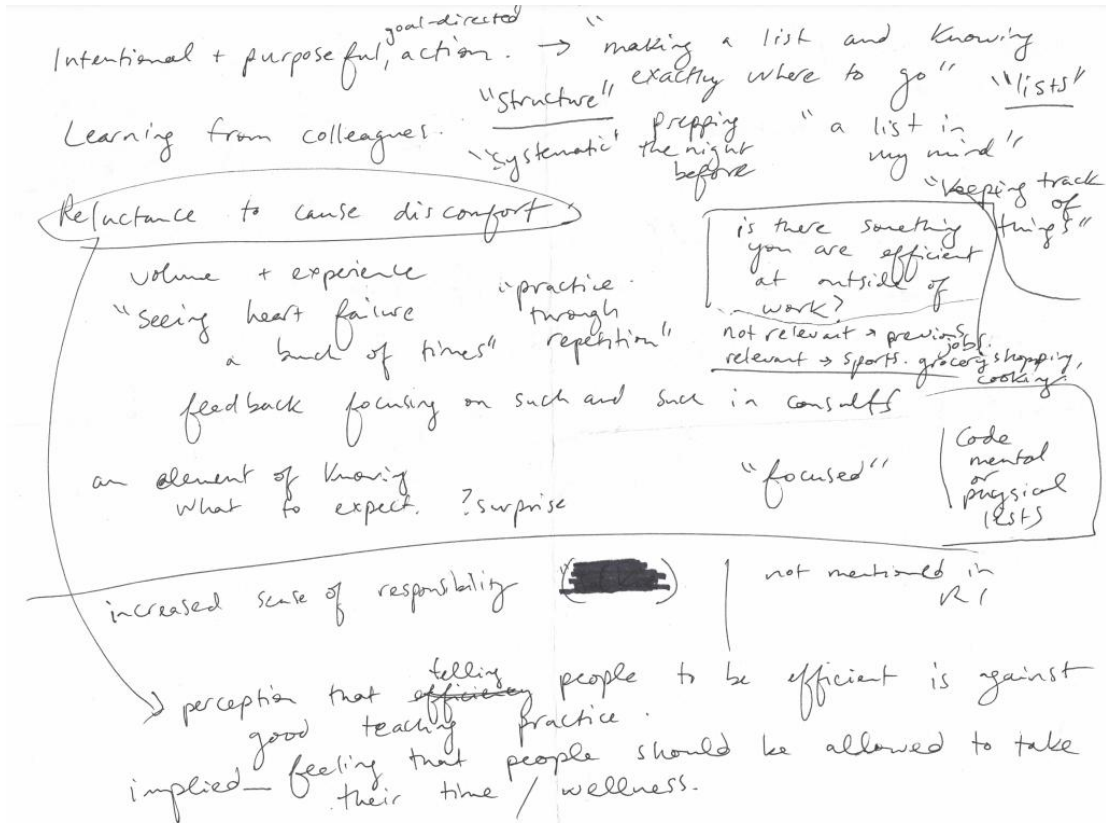 goal-directed
Intentional + purposeful, action. → "making a list and knowing
exactly where to go" "lists"
"structure"
Learning from colleagues. "systematic" prepping
the night
before
"a list in
my mind"
"keeping track
of
things"
Reluctance to cause discomfort
is there something
you are efficient
at outside of
work?
not relevant → previous
jobs.
relevant → sports. grocery shopping,
cooking.
volume + experience
"seeing heart failure
a bunch of times"
"practice
through
repetition"
feedback focusing on such and such in consults
an element of knowing
what to expect. ?surprise
"focused"
Code
mental
or
physical
lists
increased sense of responsibility
not mentioned in
R1
telling
perception that efficiency people to be efficient is against
good teaching practice.
implied – feeling that people should be allowed to take
their time / wellness.